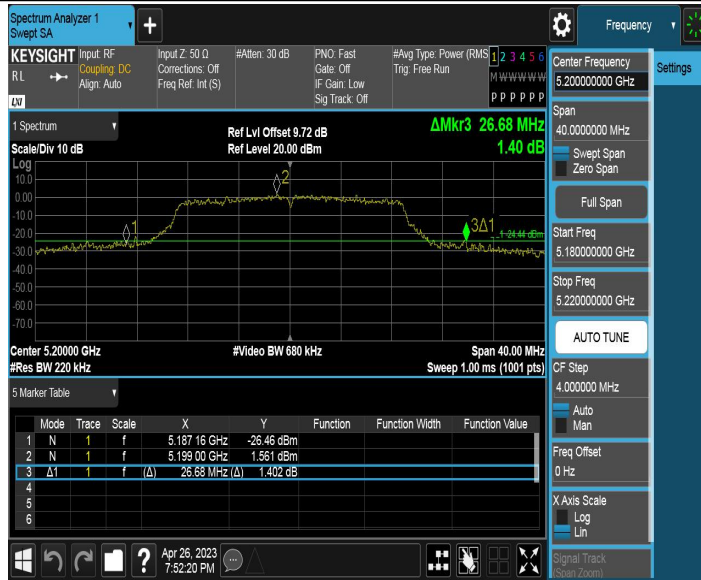 Spectrum Analyzer 1
Swept SA
Frequency
KEYSIGHT
RL
LXI
Input: RF
Coupling: DC
Align: Auto
Input Z: 50 Ω
Corrections: Off
Freq Ref: Int (S)
#Atten: 30 dB
PNO: Fast
Gate: Off
IF Gain: Low
Sig Track: Off
#Avg Type: Power (RMS
Trig: Free Run
1 2 3 4 5 6
M W W W W W
P P P P P P
1 Spectrum
Scale/Div 10 dB
Log
Ref Lvl Offset 9.72 dB
Ref Level 20.00 dBm
ΔMkr3 26.68 MHz
1.40 dB
10.0
0.00
-10.0
-20.0
-30.0
-40.0
-50.0
-60.0
-70.0
1
2
3Δ1
1 -24.44 dBm
Center 5.20000 GHz
#Res BW 220 kHz
#Video BW 680 kHz
Span 40.00 MHz
Sweep 1.00 ms (1001 pts)
5 Marker Table
Mode Trace Scale X Y Function Function Width Function Value
1 N 1 f 5.187 16 GHz -26.46 dBm
2 N 1 f 5.199 00 GHz 1.561 dBm
3 Δ1 1 f (Δ) 26.68 MHz (Δ) 1.402 dB
4
5
6
Apr 26, 2023
7:52:20 PM
Center Frequency
5.200000000 GHz
Settings
Span
40.0000000 MHz
Swept Span
Zero Span
Full Span
Start Freq
5.180000000 GHz
Stop Freq
5.220000000 GHz
AUTO TUNE
CF Step
4.000000 MHz
Auto
Man
Freq Offset
0 Hz
X Axis Scale
Log
Lin
Signal Track
(Span Zoom)